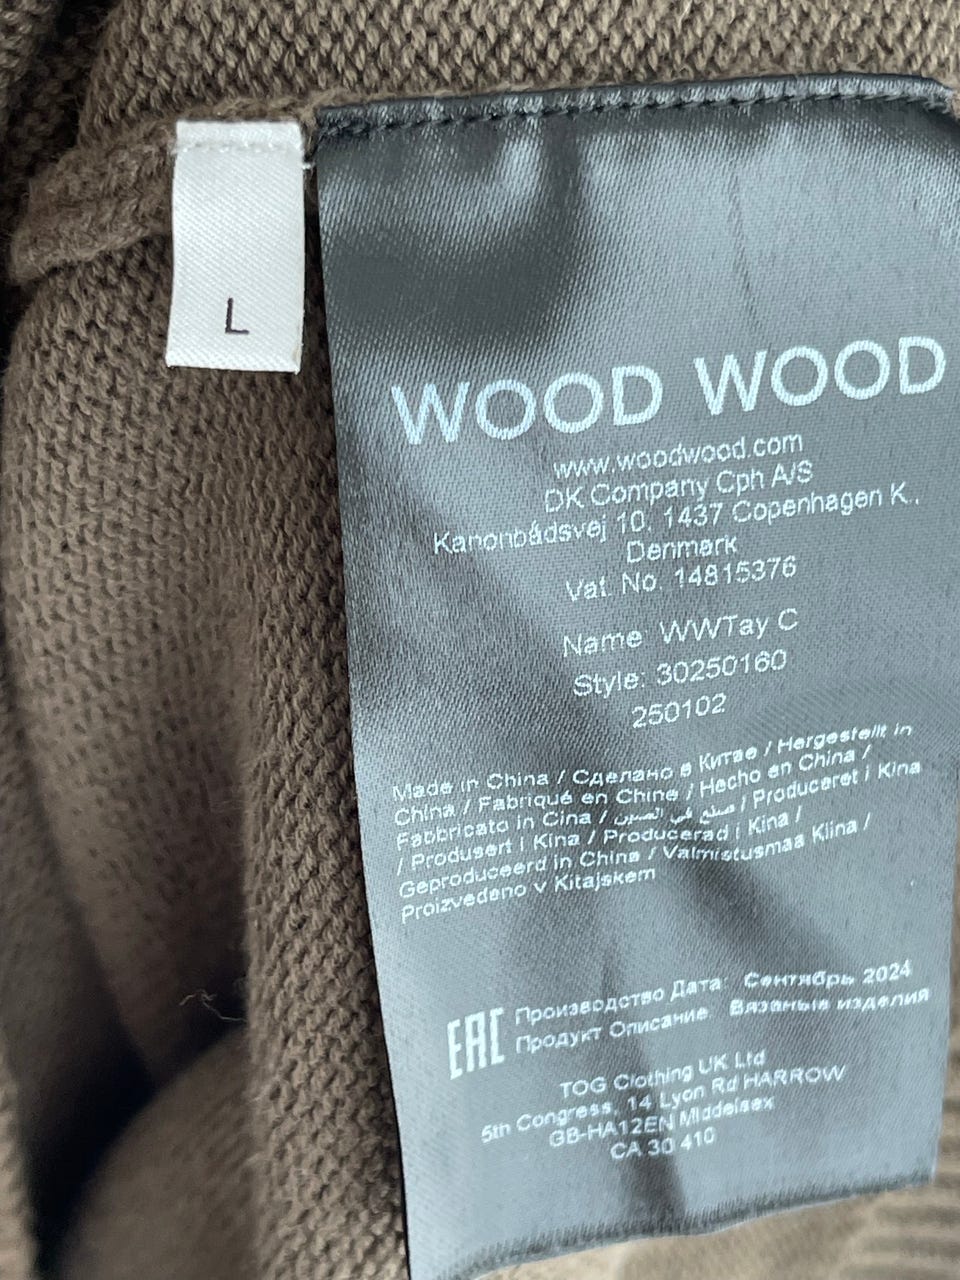 L
WOOD WOOD
www.woodwood.com
DK Company Cph A/S
Kanonbådsvej 10, 1437 Copenhagen K.,
Denmark
Vat. No. 14815376
Name: WWTay C
Style: 30250160
250102
Made in China / Сделано в Китае / Hergestellt in
China / Fabriqué en Chine / Hecho en China /
Fabbricato in Cina / صنع في الصين / Produceret i Kina
/ Produsert i Kina / Producerad i Kina /
Geproduceerd in China / Valmistusmaa Kiina /
Proizvedeno v Kitajskem
EAC
Производство Дата: Сентябрь 2024
Продукт Описание: Вязаные изделия
TOG Clothing UK Ltd
5th Congress, 14 Lyon Rd HARROW
GB-HA12EN Middelsex
CA 30 410